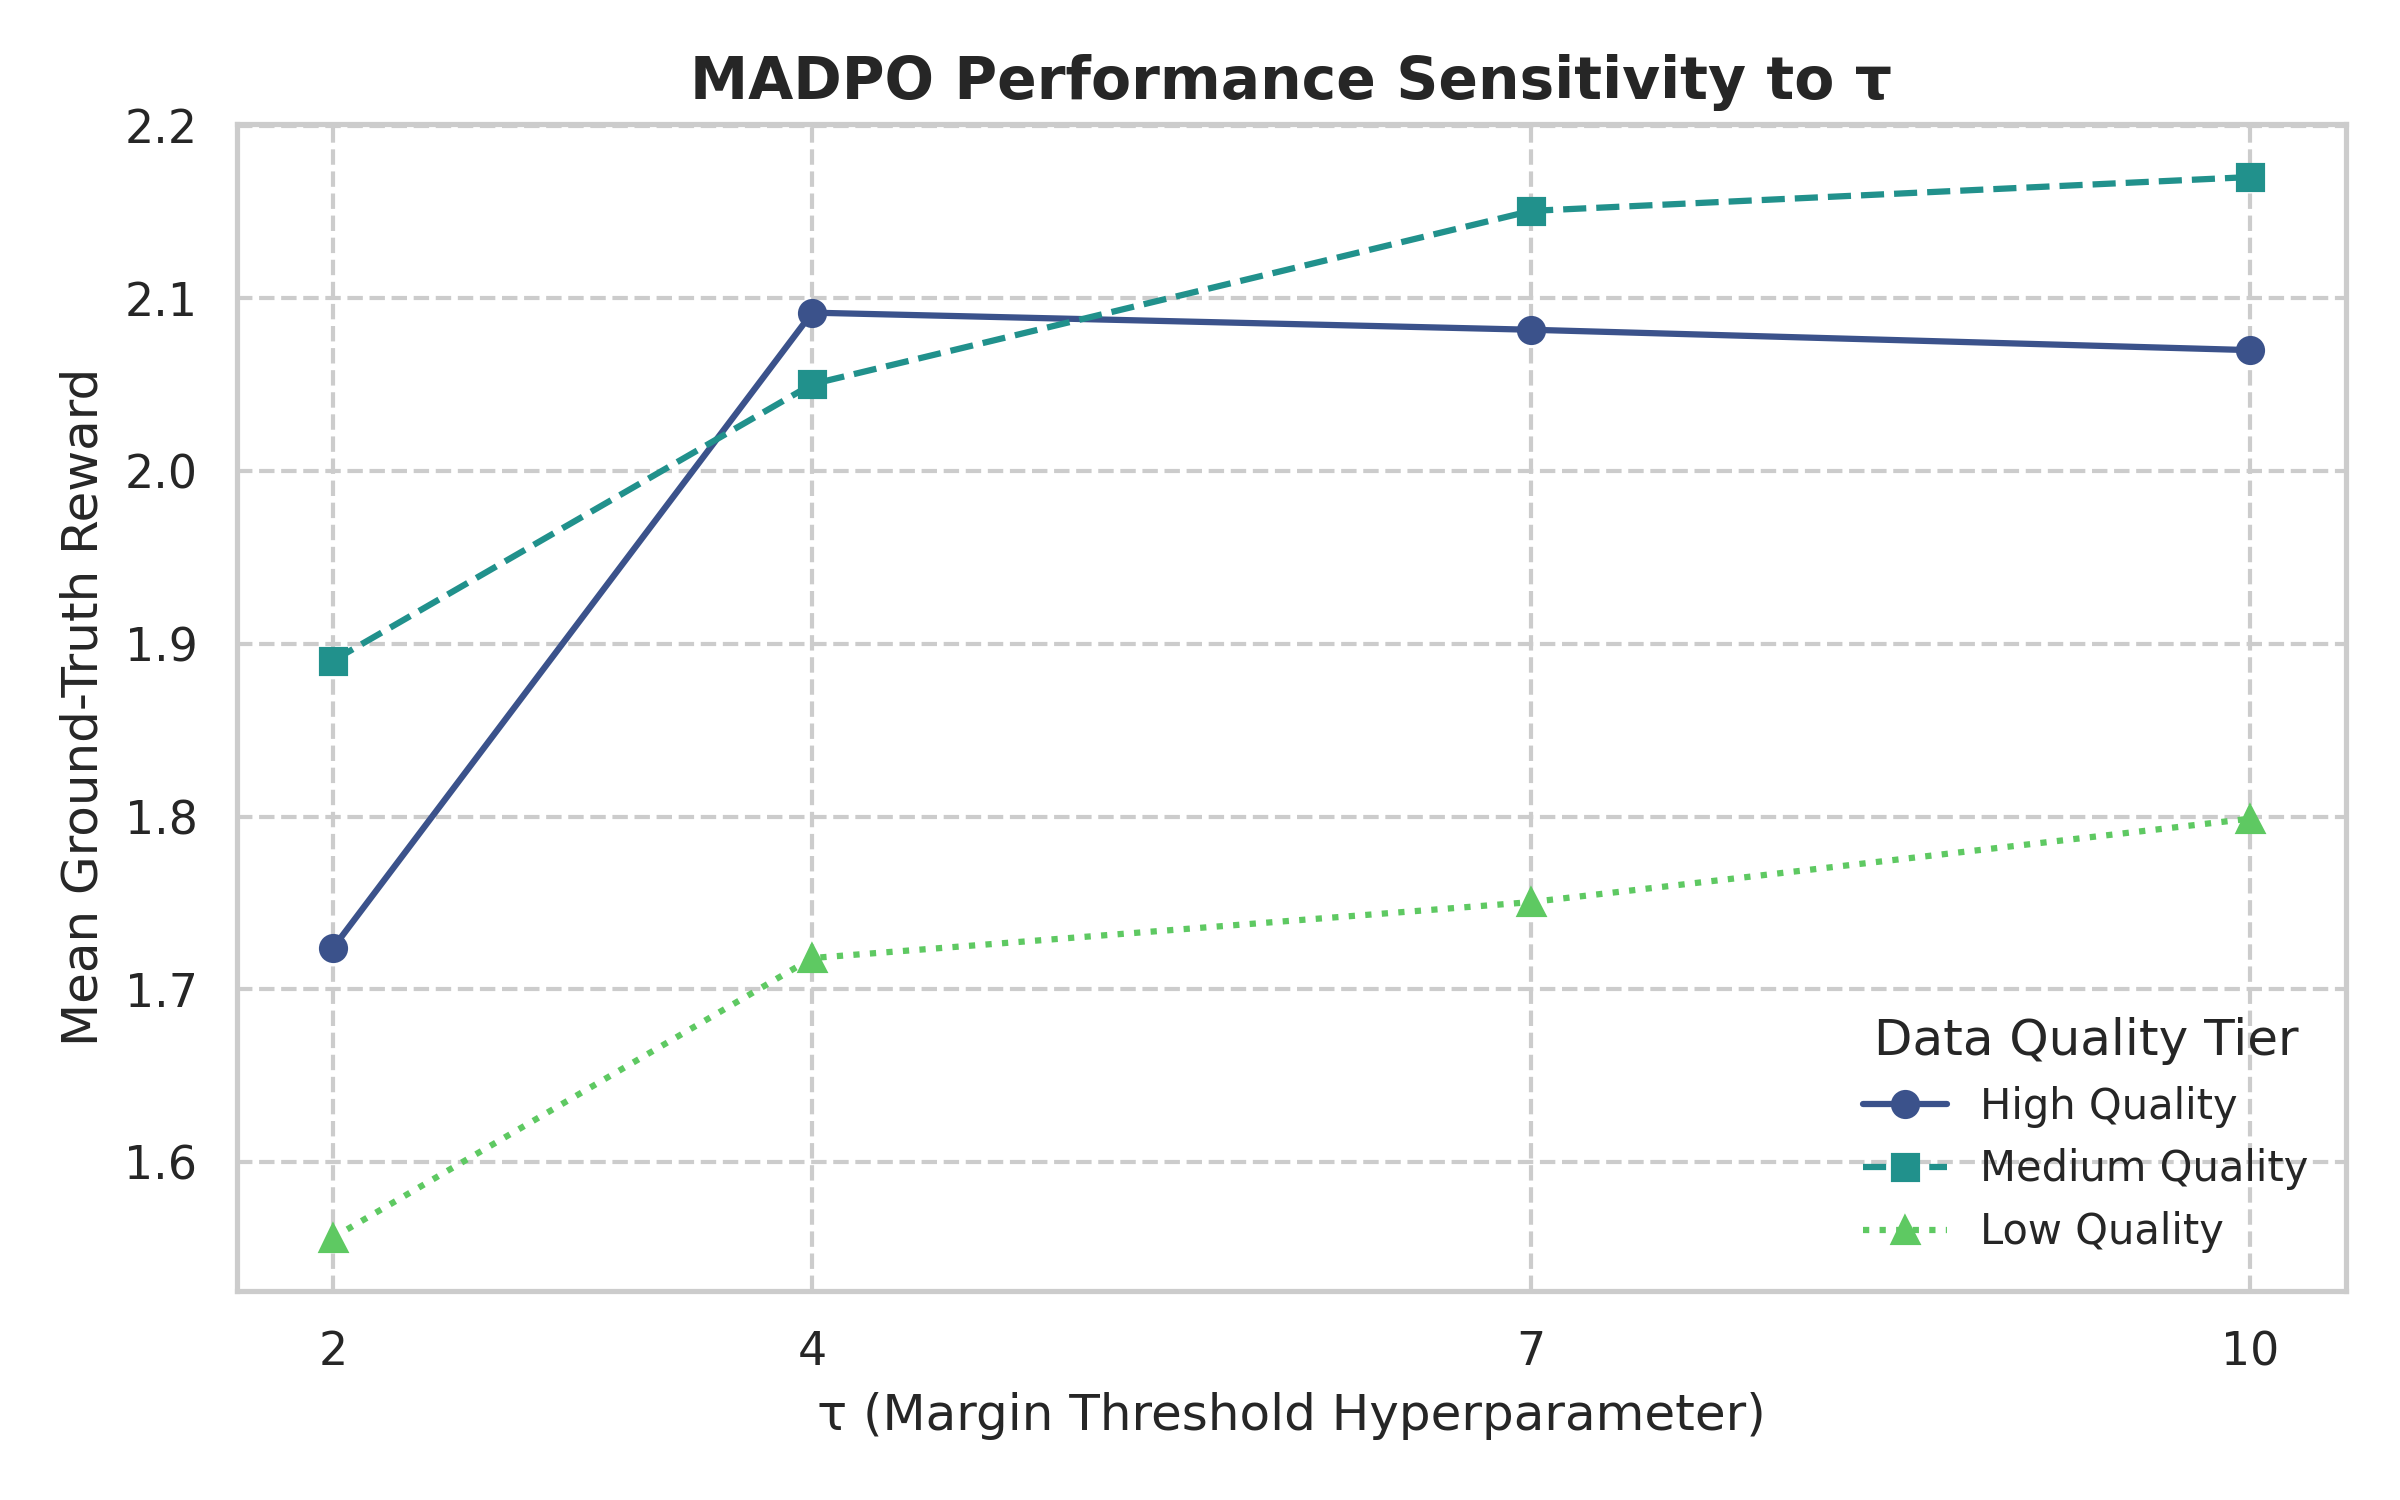 MADPO Performance Sensitivity to τ
Mean Ground-Truth Reward
2.2
2.1
2.0
1.9
1.8
1.7
1.6
2 4 7 10
τ (Margin Threshold Hyperparameter)
Data Quality Tier
High Quality
Medium Quality
Low Quality